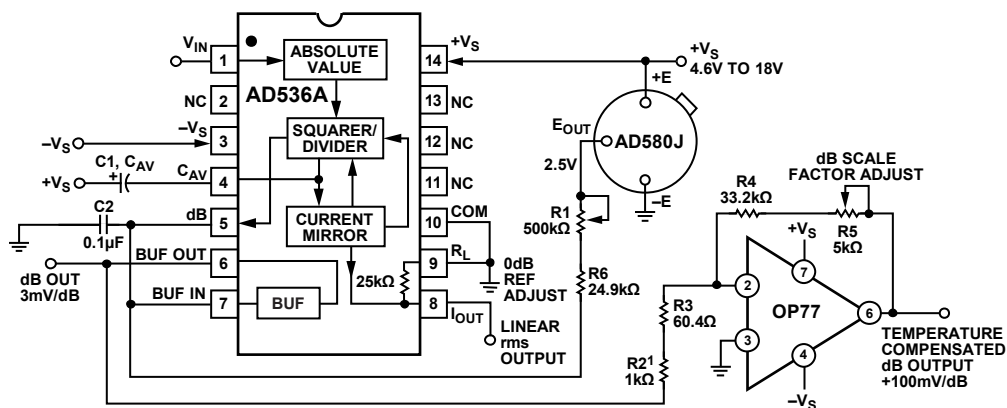 V_IN
1
2
3
4
5
6
7
14
13
12
11
10
9
8
ABSOLUTE
VALUE
AD536A
SQUARER/
DIVIDER
CURRENT
MIRROR
25kΩ
BUF
NC
–V_S
–V_S
C1, C_AV
+
+V_S
C_AV
C2
0.1µF
dB
BUF OUT
dB OUT
3mV/dB
BUF IN
+V_S
NC
NC
NC
COM
R_L
I_OUT
0dB
REF
ADJUST
LINEAR
rms
OUTPUT
+V_S
4.6V TO 18V
+E
E_OUT
AD580J
2.5V
–E
R1
500kΩ
R6
24.9kΩ
dB SCALE
FACTOR ADJUST
R4
33.2kΩ
R5
5kΩ
+V_S
7
2
OP77
6
3
4
–V_S
R3
60.4Ω
R2¹
1kΩ
TEMPERATURE
COMPENSATED
dB OUTPUT
+100mV/dB